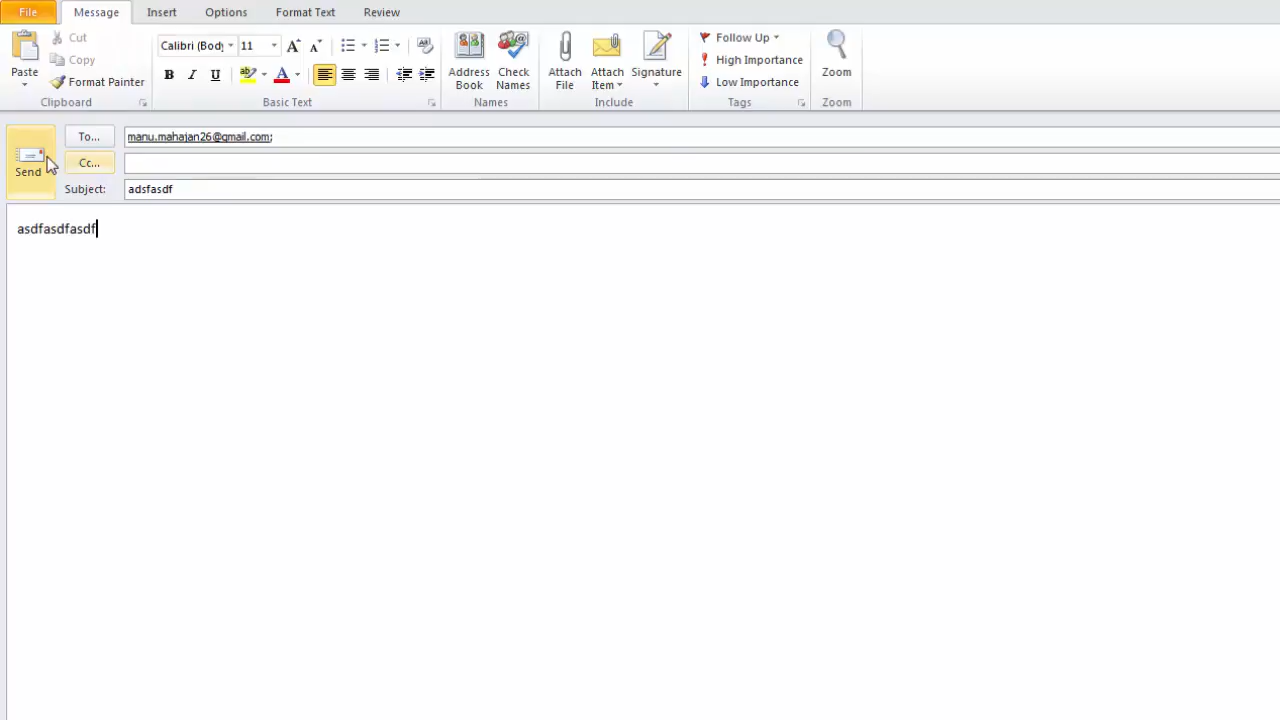 File Message Insert Options Format Text Review
Paste
Cut
Copy
Format Painter
Clipboard
Calibri (Body 11
B I U
Basic Text
Address Book
Check Names
Names
Attach File
Attach Item
Signature
Include
Follow Up
High Importance
Low Importance
Tags
Zoom
Zoom
Send
To... manu.mahajan26@gmail.com;
Cc...
Subject: adsfasdf
asdfasdfasdf